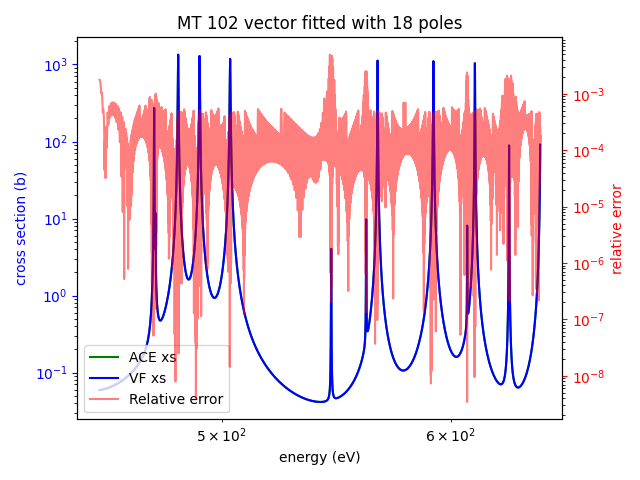 MT 102 vector fitted with 18 poles
10³
10²
10¹
10⁰
10⁻¹
cross section (b)
10⁻³
10⁻⁴
10⁻⁵
10⁻⁶
10⁻⁷
10⁻⁸
relative error
ACE xs
VF xs
Relative error
5 × 10²
6 × 10²
energy (eV)